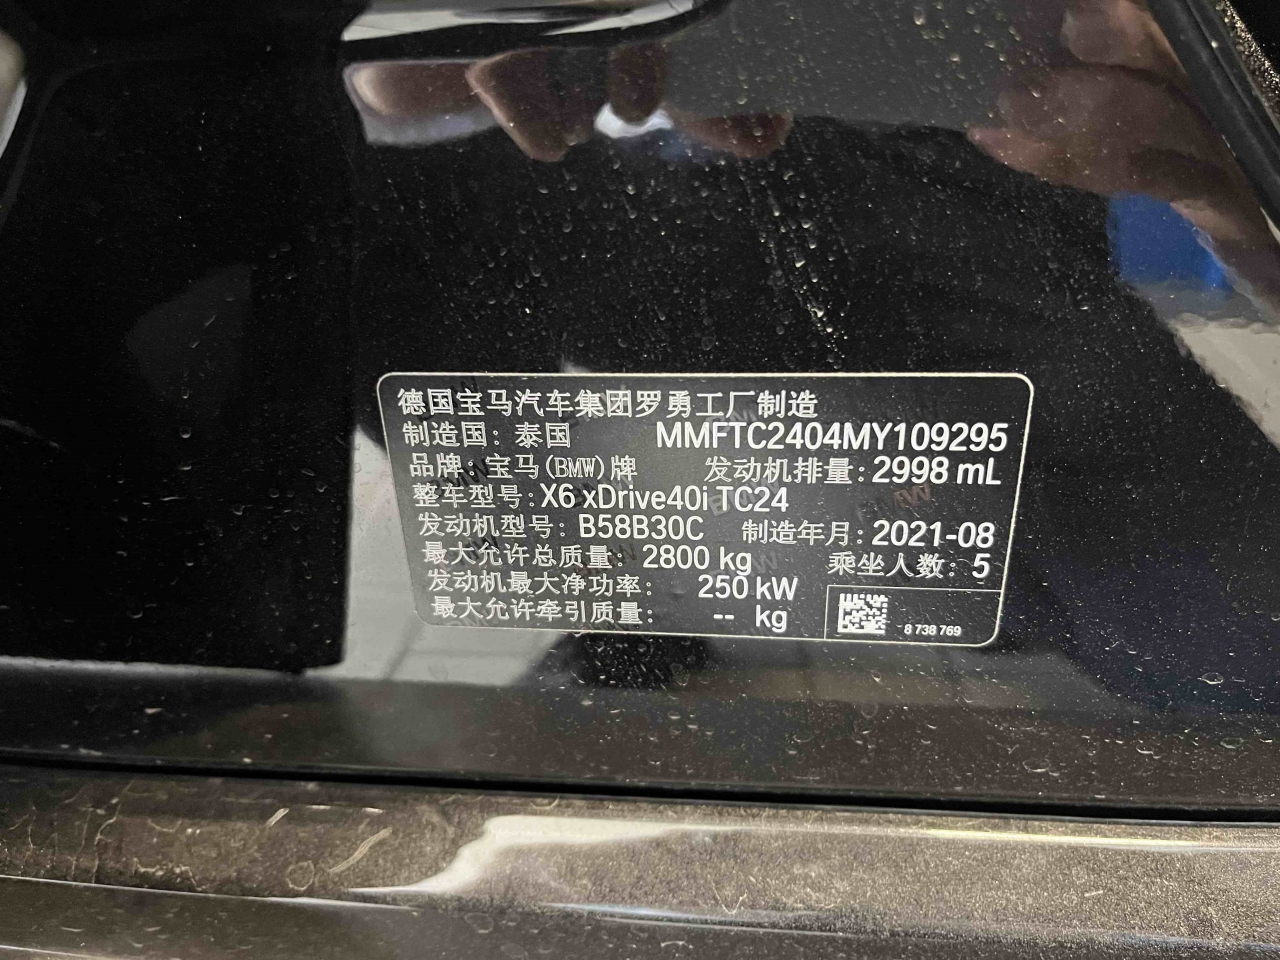 德国宝马汽车集团罗勇工厂制造
制造国: 泰国 MMFTC2404MY109295
品牌: 宝马(BMW)牌 发动机排量: 2998 mL
整车型号: X6 xDrive40i TC24
发动机型号: B58B30C 制造年月: 2021-08
最大允许总质量: 2800 kg 乘坐人数: 5
发动机最大净功率: 250 kW
最大允许牵引质量: -- kg
8 738 769